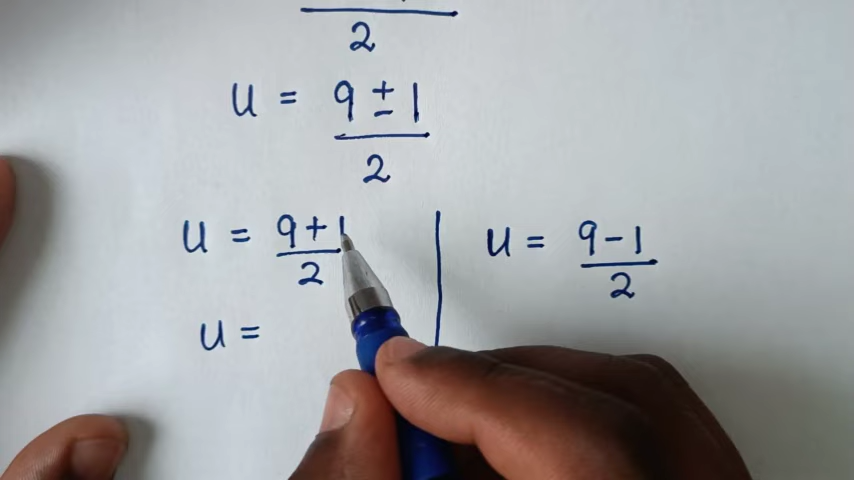 2
u = 9 ± 1
2
u = 9+1 | u = 9-1
2 2
u =